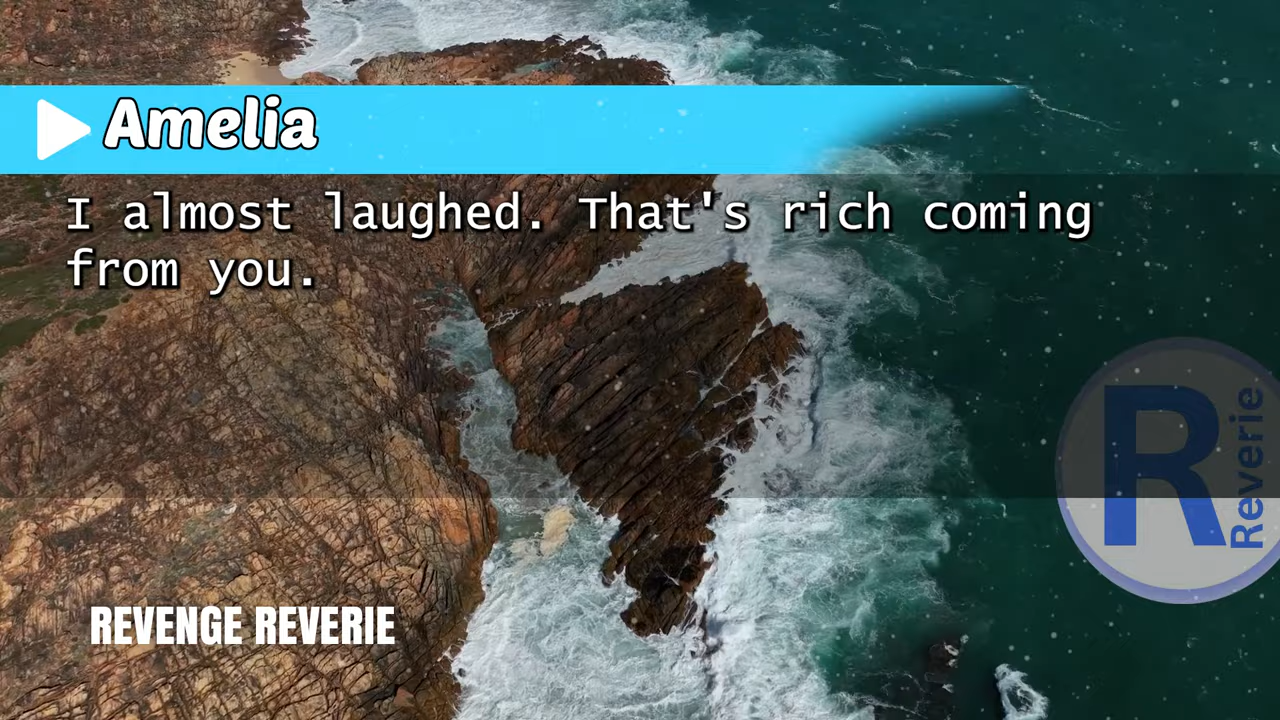 Amelia
I almost laughed. That's rich coming
from you.
R
Reverie
REVENGE REVERIE